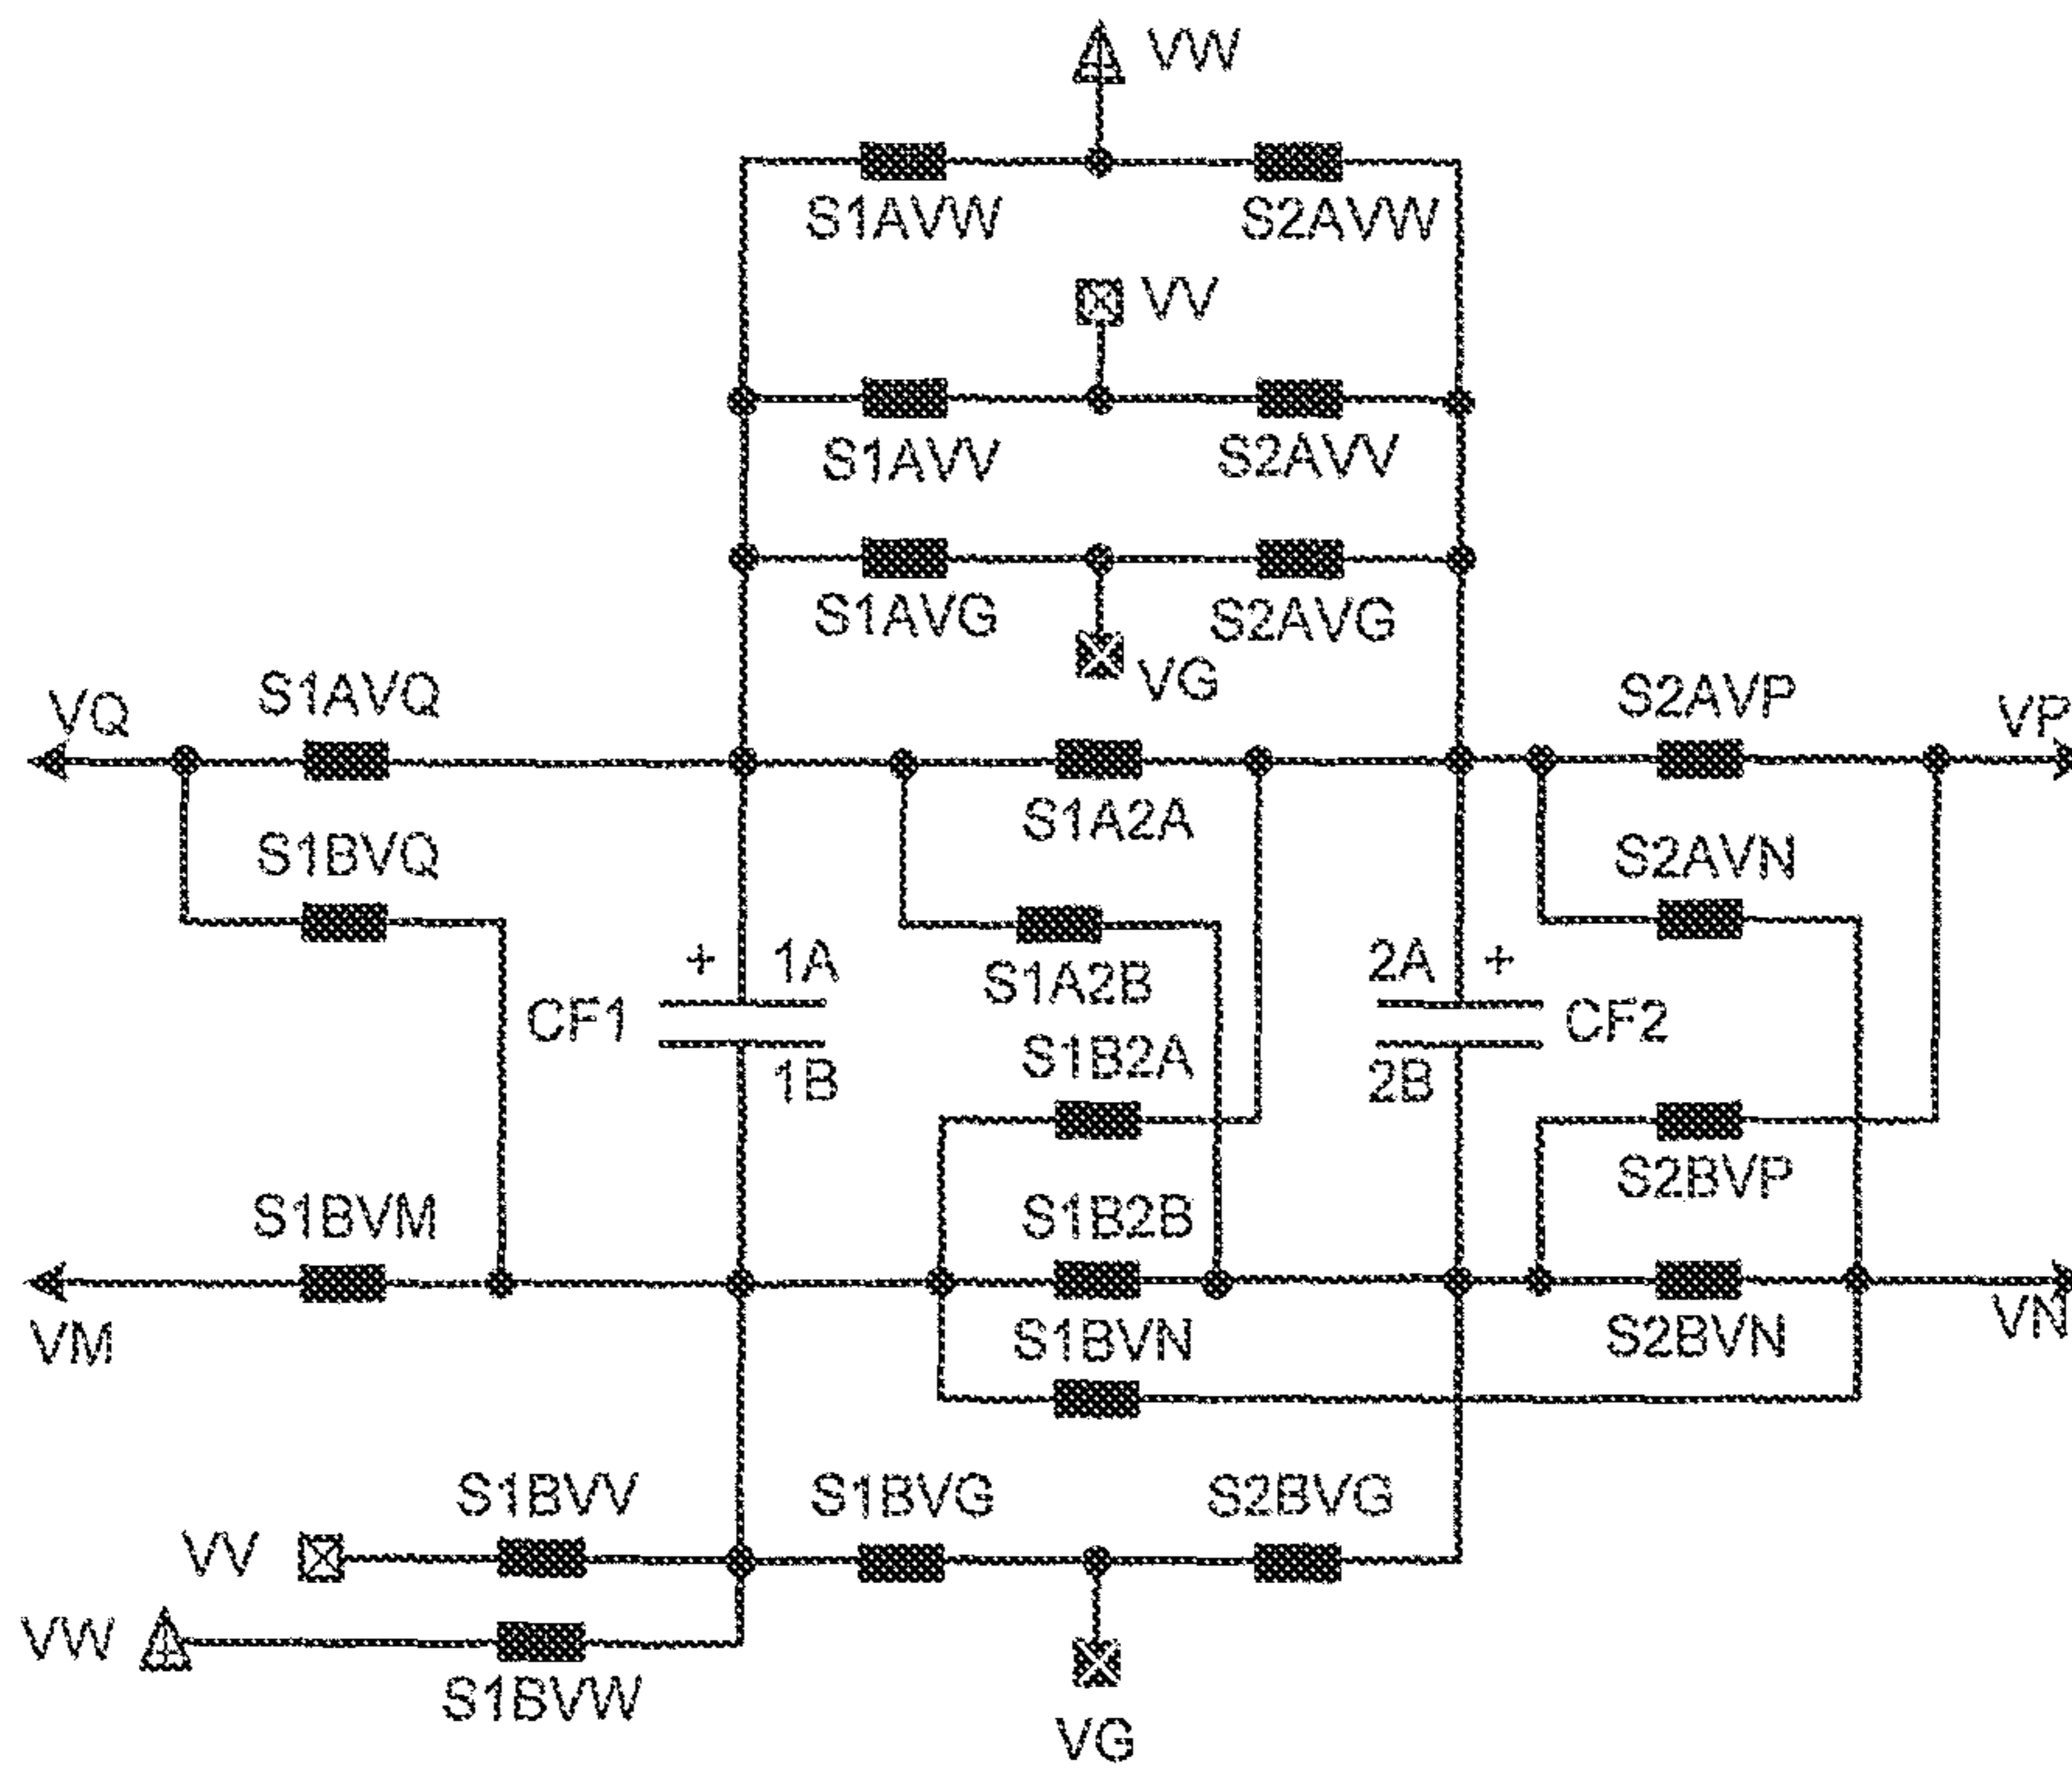 VW
S1AVW S2AVW
VV
S1AVV S2AVV
S1AVG S2AVG
VG
VQ S1AVQ S2AVP VP
S1A2A
S1BVQ S2AVN
+ 1A 2A +
S1A2B
CF1 CF2
S1B2A
1B 2B
S2BVP
S1BVM S1B2B
VM S1BVN S2BVN VN
S1BVV S1BVG S2BVG
VV
VW
S1BVW
VG